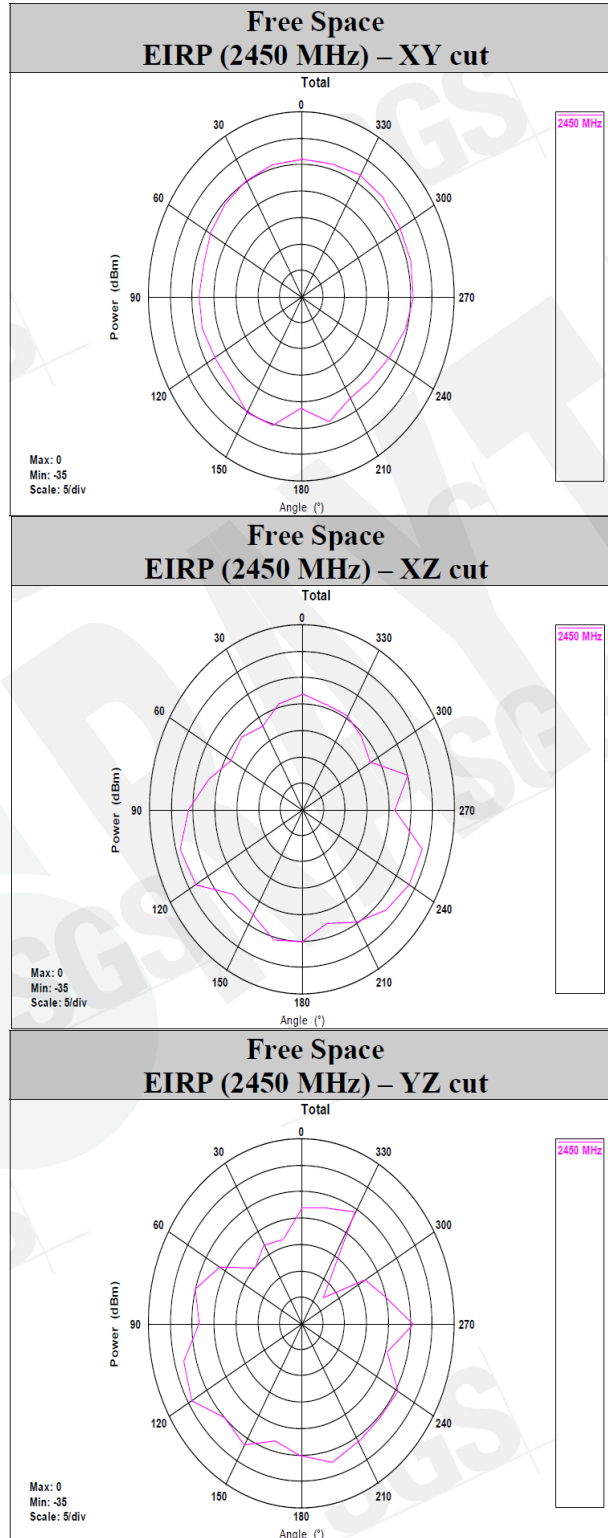 Free Space
EIRP (2450 MHz) – XY cut
Total
0
30
330
2450 MHz
60
300
Power (dBm)
90
270
120
240
150
210
180
Max: 0
Min: -35
Scale: 5/div
Angle (°)
Free Space
EIRP (2450 MHz) – XZ cut
Total
0
30
330
2450 MHz
60
300
Power (dBm)
90
270
120
240
150
210
180
Max: 0
Min: -35
Scale: 5/div
Angle (°)
Free Space
EIRP (2450 MHz) – YZ cut
Total
0
30
330
2450 MHz
60
300
Power (dBm)
90
270
120
240
150
210
180
Max: 0
Min: -35
Scale: 5/div
Angle (°)
SGS
SGS
SGS
SGS